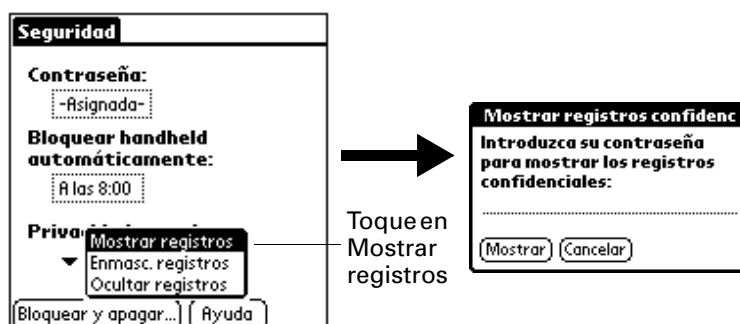 Seguridad
Contraseña:
-Asignada-
Bloquear handheld
automáticamente:
A las 8:00
Mostrar registros
Enmasc. registros
Ocultar registros
Bloquear y apagar...
Ayuda
Toque en
Mostrar
registros
Mostrar registros confidenc
Introduzca su contraseña
para mostrar los registros
confidenciales:
Mostrar
Cancelar